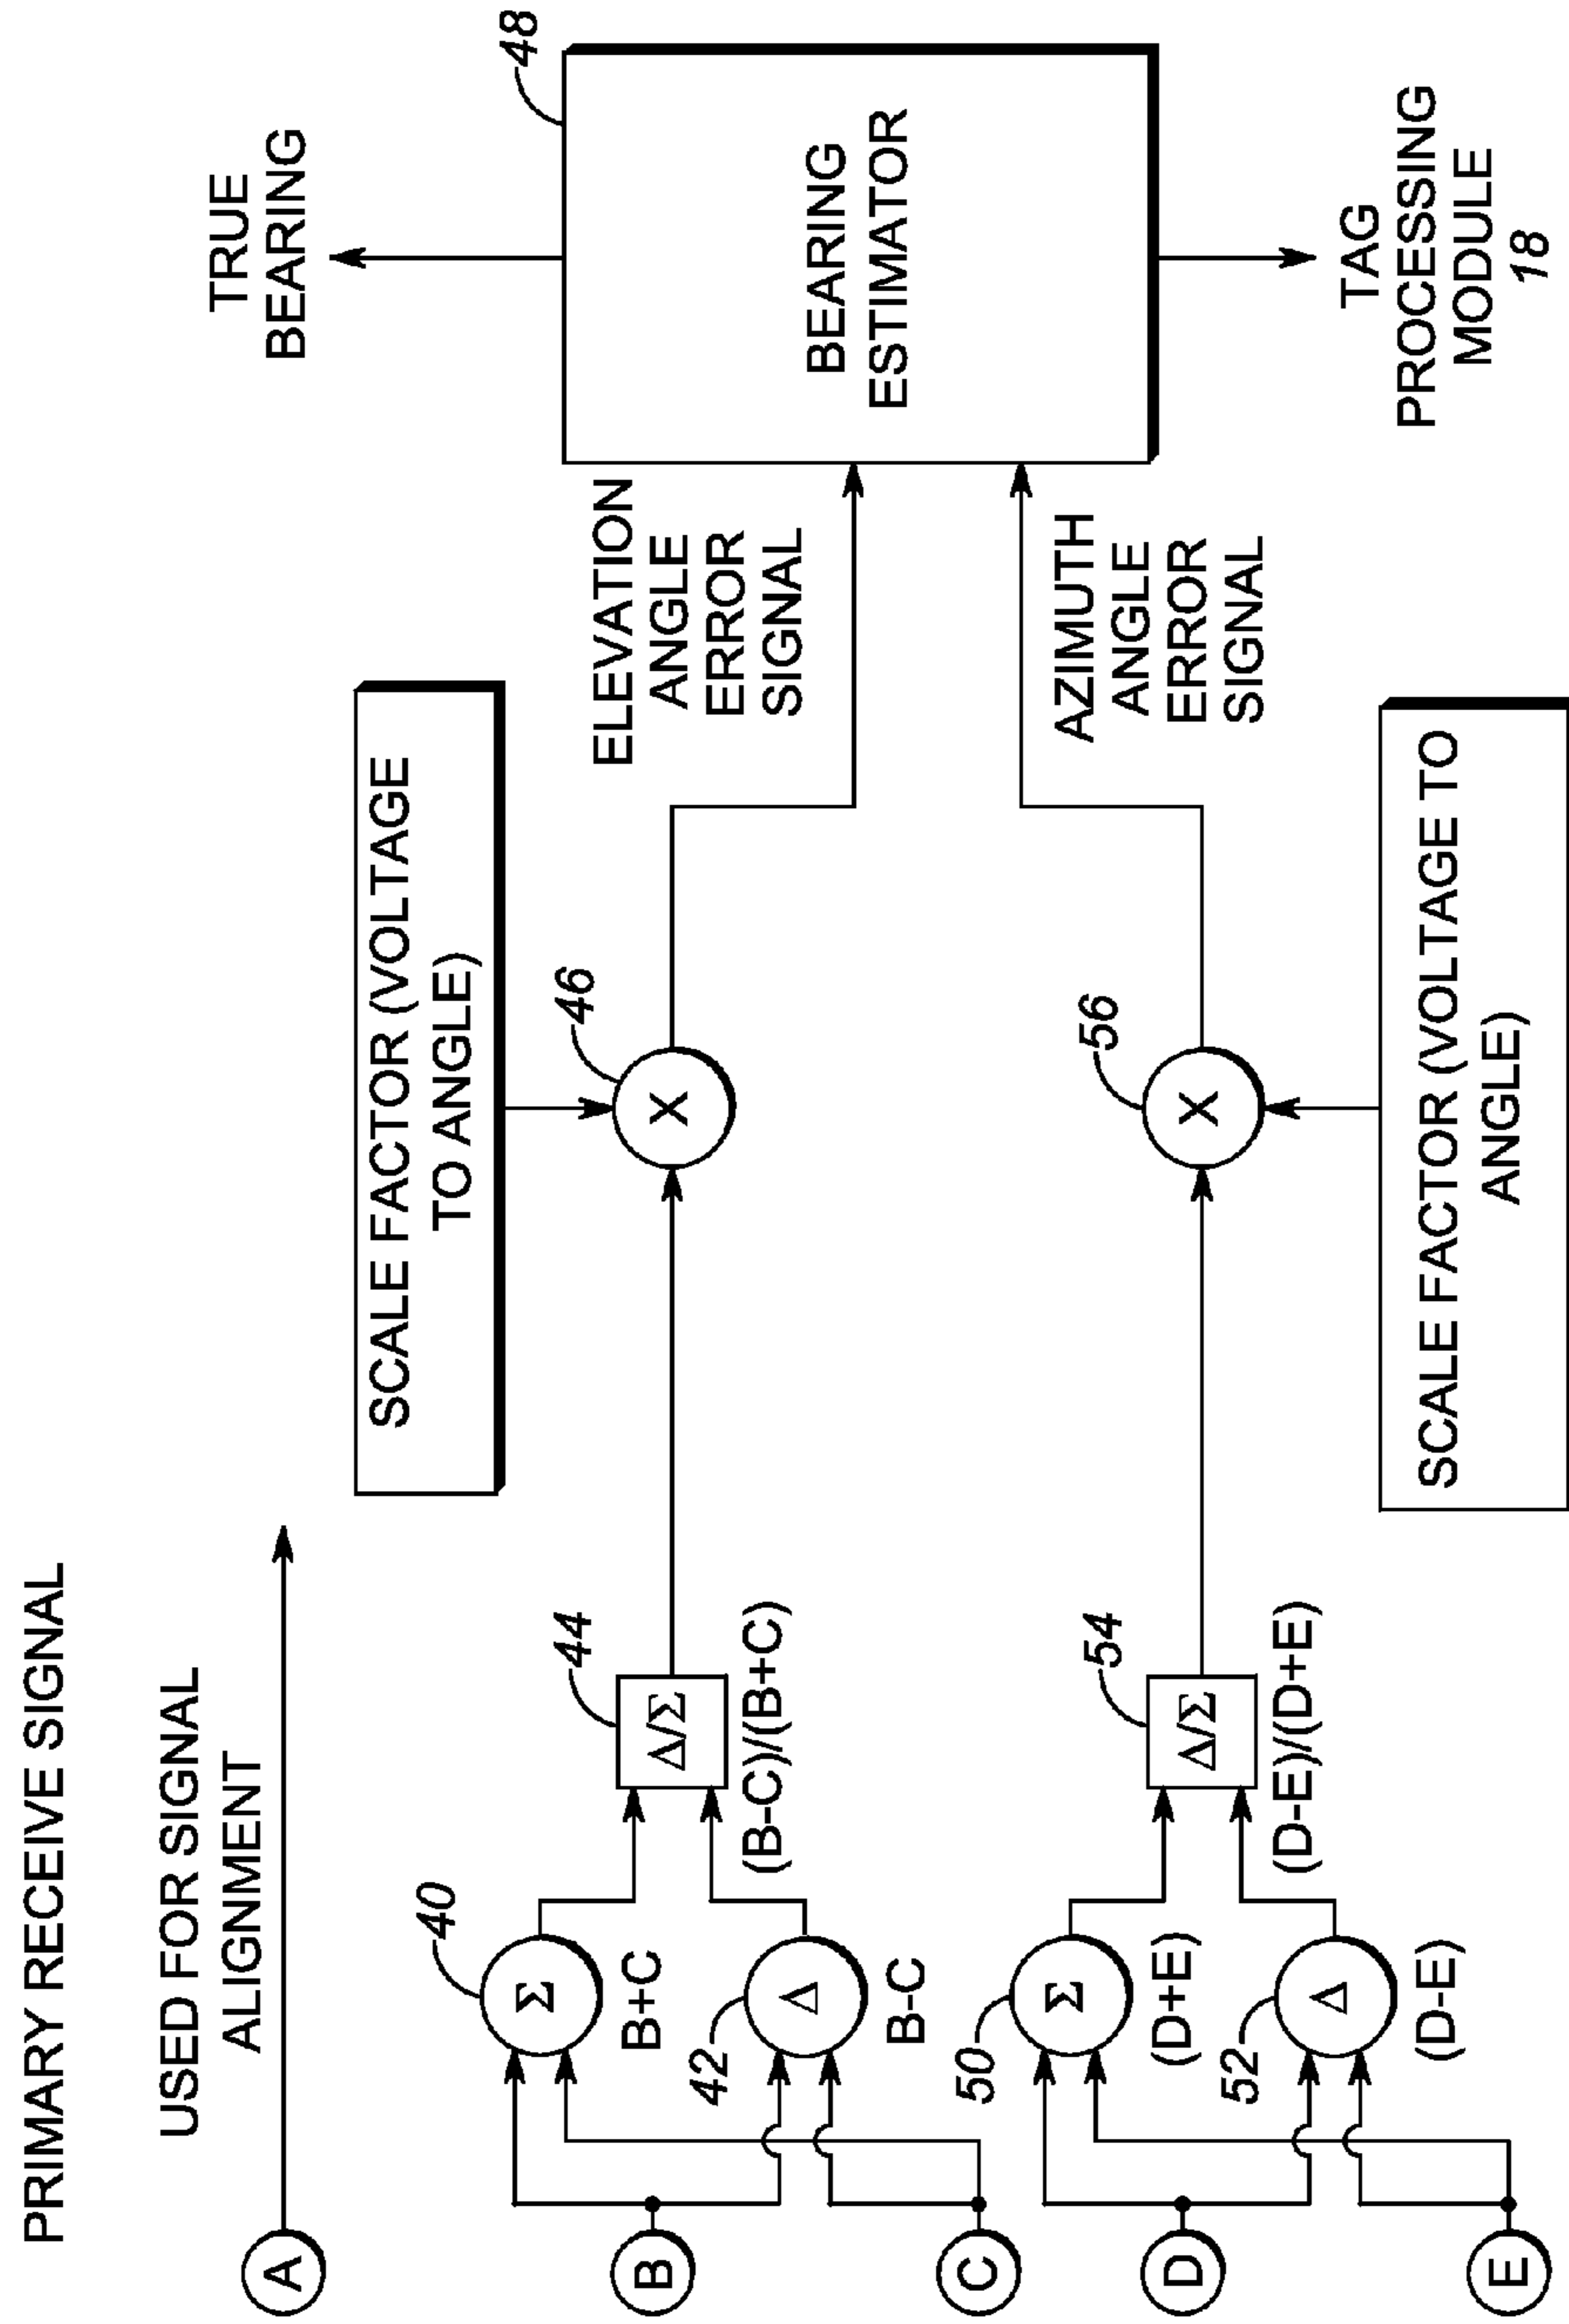 PRIMARY RECEIVE SIGNAL
USED FOR SIGNAL
ALIGNMENT
A
SCALE FACTOR (VOLTAGE
TO ANGLE)
TRUE
BEARING
40
Σ
B+C
44
Δ/Σ
(B-C)/(B+C)
46
X
ELEVATION
ANGLE
ERROR
SIGNAL
48
BEARING
ESTIMATOR
B
42
Δ
B-C
C
50
Σ
(D+E)
54
Δ/Σ
(D-E)/(D+E)
56
X
AZIMUTH
ANGLE
ERROR
SIGNAL
D
52
Δ
(D-E)
E
SCALE FACTOR (VOLTAGE TO
ANGLE)
TAG
PROCESSING
MODULE
18